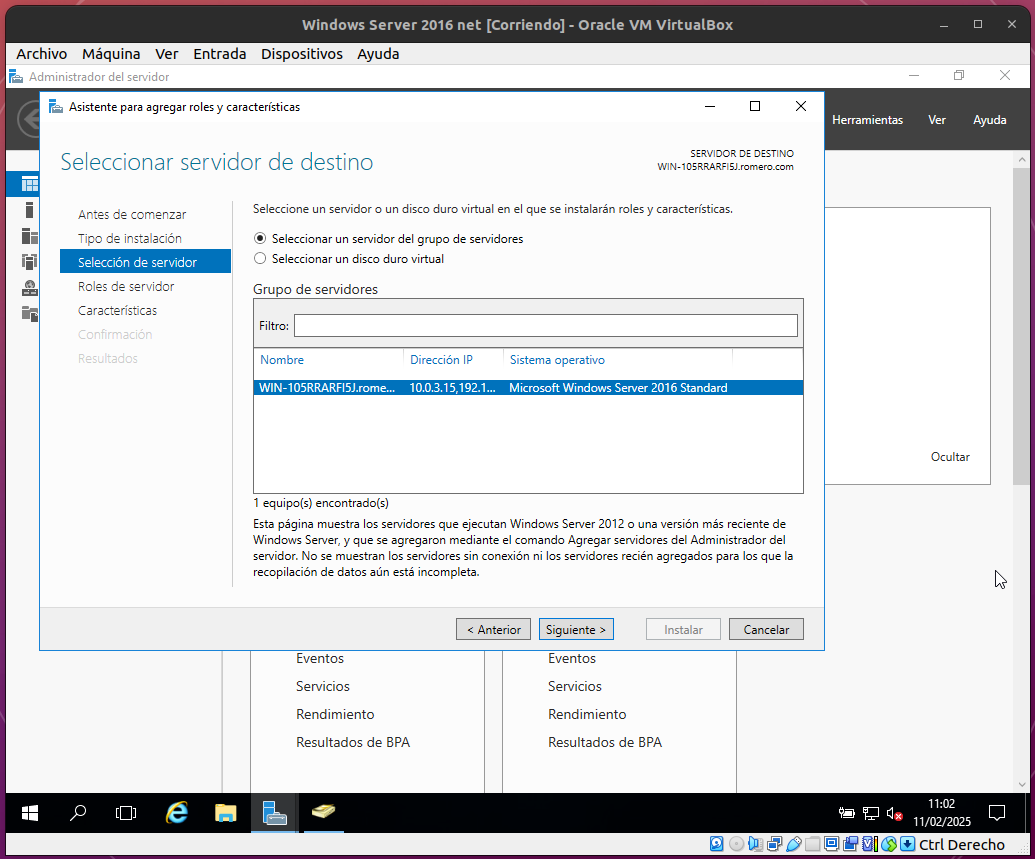 Windows Server 2016 net [Corriendo] - Oracle VM VirtualBox
Archivo Máquina Ver Entrada Dispositivos Ayuda
Administrador del servidor
Asistente para agregar roles y características
Herramientas Ver Ayuda
Seleccionar servidor de destino
SERVIDOR DE DESTINO
WIN-105RRARFI5J.romero.com
Antes de comenzar
Tipo de instalación
Selección de servidor
Roles de servidor
Características
Confirmación
Resultados
Seleccione un servidor o un disco duro virtual en el que se instalarán roles y características.
Seleccionar un servidor del grupo de servidores
Seleccionar un disco duro virtual
Grupo de servidores
Filtro:
Nombre Dirección IP Sistema operativo
WIN-105RRARFI5J.rome... 10.0.3.15,192.1... Microsoft Windows Server 2016 Standard
1 equipo(s) encontrado(s)
Esta página muestra los servidores que ejecutan Windows Server 2012 o una versión más reciente de
Windows Server, y que se agregaron mediante el comando Agregar servidores del Administrador del
servidor. No se muestran los servidores sin conexión ni los servidores recién agregados para los que la
recopilación de datos aún está incompleta.
Ocultar
< Anterior Siguiente > Instalar Cancelar
Eventos Eventos
Servicios Servicios
Rendimiento Rendimiento
Resultados de BPA Resultados de BPA
11:02
11/02/2025
Ctrl Derecho